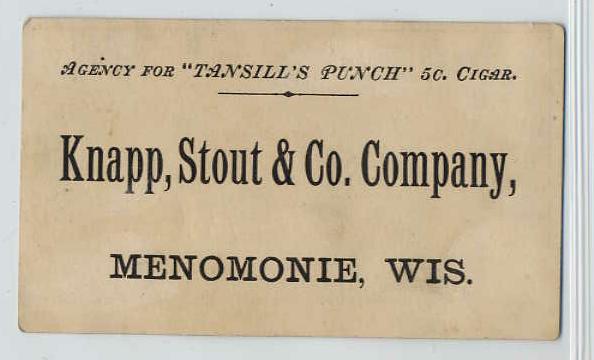 AGENCY FOR "TANSILL'S PUNCH" 5C. CIGAR.
Knapp, Stout & Co. Company,
MENOMONIE, WIS.